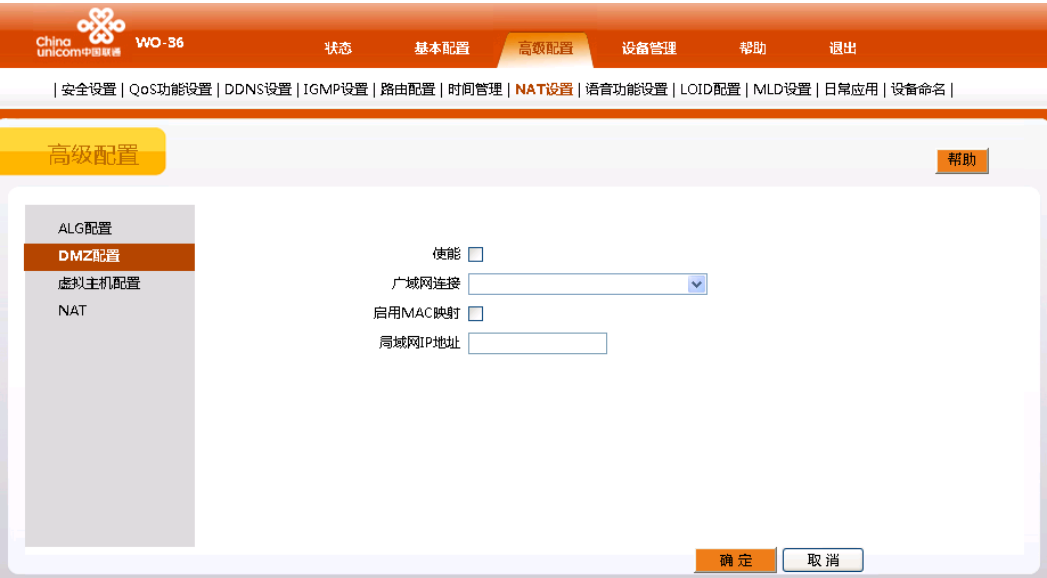 China
unicom中国联通
WO-36
状态 基本配置 高级配置 设备管理 帮助 退出
|安全设置|QoS功能设置|DDNS设置|IGMP设置|路由配置|时间管理|NAT设置|语音功能设置|LOID配置|MLD设置|日常应用|设备命名|
高级配置
帮助
ALG配置
DMZ配置
虚拟主机配置
NAT
使能
广域网连接
启用MAC映射
局域网IP地址
确定 取消